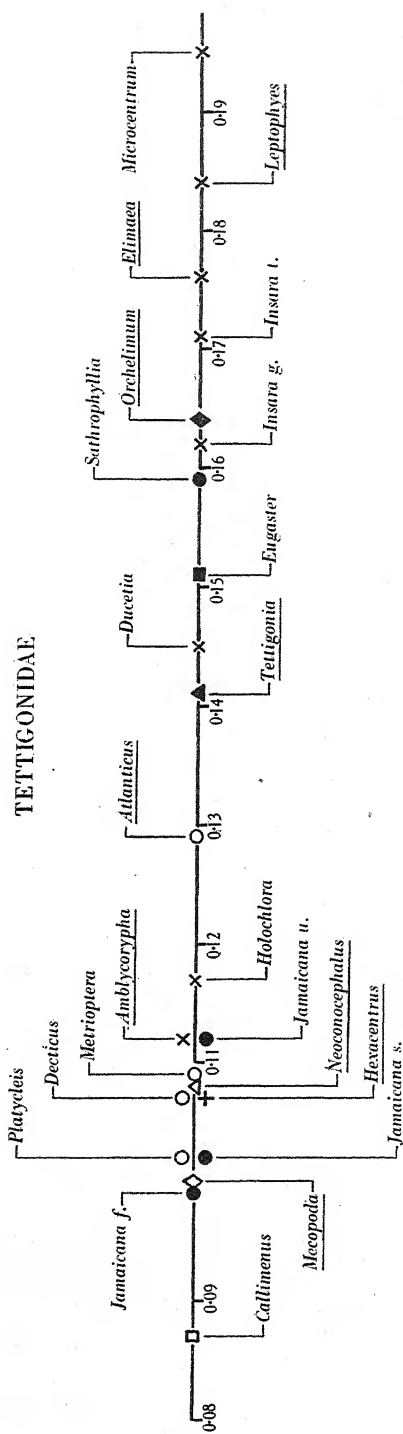 TETTIGONIDAE
Jamaicana f.
Platycleis
Decticus
Metrioptera
Amblycorypha
Atlanticus
Ducetia
Sathrophyllia
Orchelimum
Elimaea
Microcentrum
0·08
0·09
0·11
0·12
0·13
0·14
0·15
0·16
0·17
0·18
0·19
Callimenus
Mecopoda
Jamaicana s.
Hexacentrus
Neoconocephalus
Jamaicana u.
Holochlora
Tettigonia
Eugaster
Insara g.
Insara t.
Leptophyes